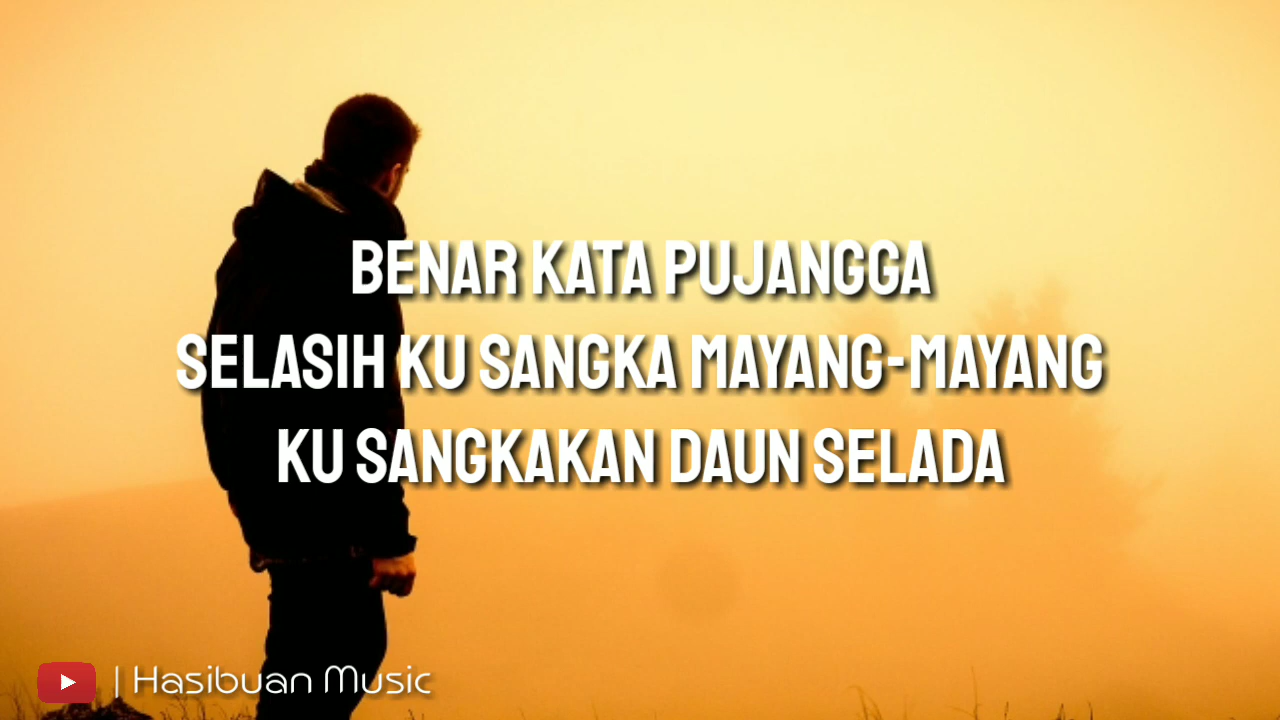 BENAR KATA PUJANGGA
SELASIH KU SANGKA MAYANG-MAYANG
KU SANGKAKAN DAUN SELADA
| Hasibuan Music